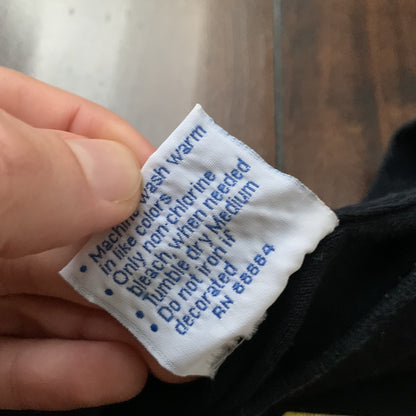 • Machine wash warm
in like colors
• Only non-chlorine
bleach, when needed
• Tumble dry Medium
• Do not iron if
decorated
RN 88884